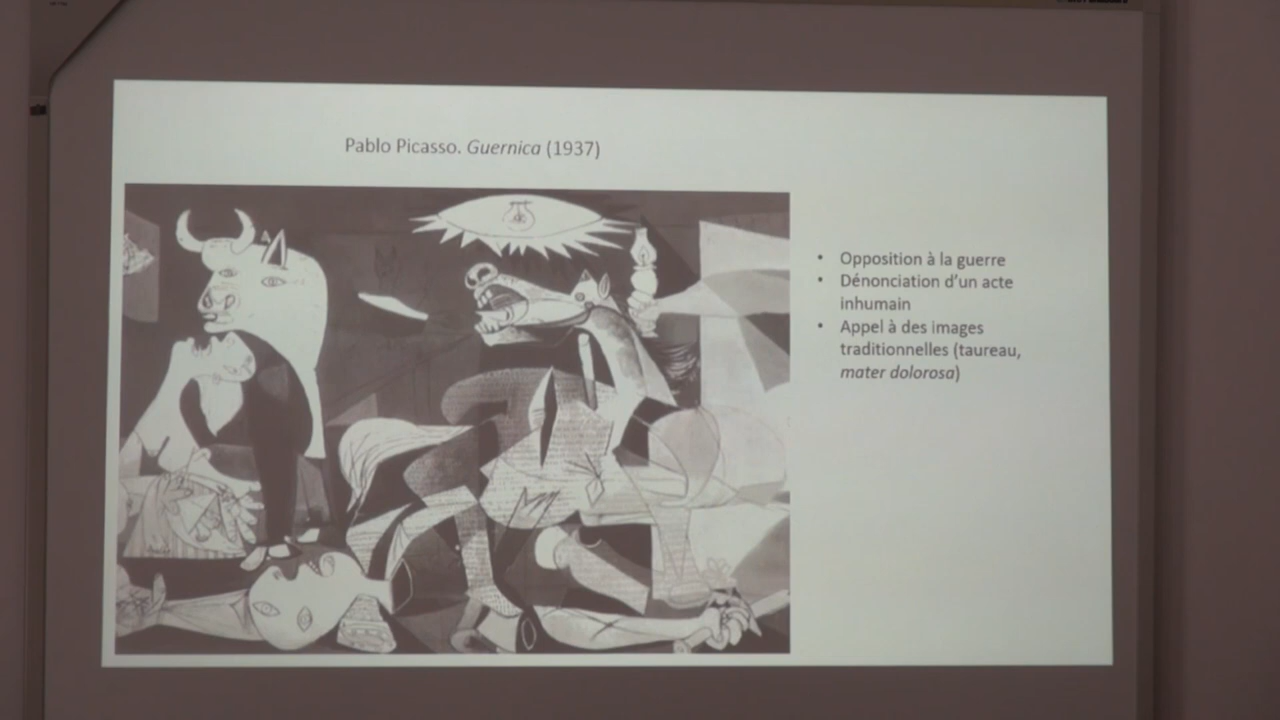 Pablo Picasso. Guernica (1937)
• Opposition à la guerre
• Dénonciation d'un acte
inhumain
• Appel à des images
traditionnelles (taureau,
mater dolorosa)